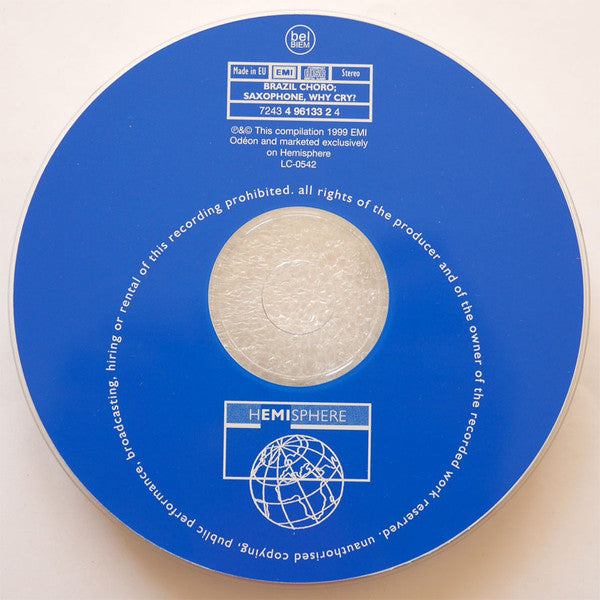 bel
BIEM
Made in EU EMI disc Stereo
BRAZIL CHORO;
SAXOPHONE, WHY CRY?
7243 4 96133 2 4
℗&© This compilation 1999 EMI
Odéon and marketed exclusively
on Hemisphere
LC-0542
all rights of the producer and of the owner of the recorded work reserved. unauthorised copying, public performance, broadcasting, hiring or rental of this recording prohibited.
HEMISPHERE